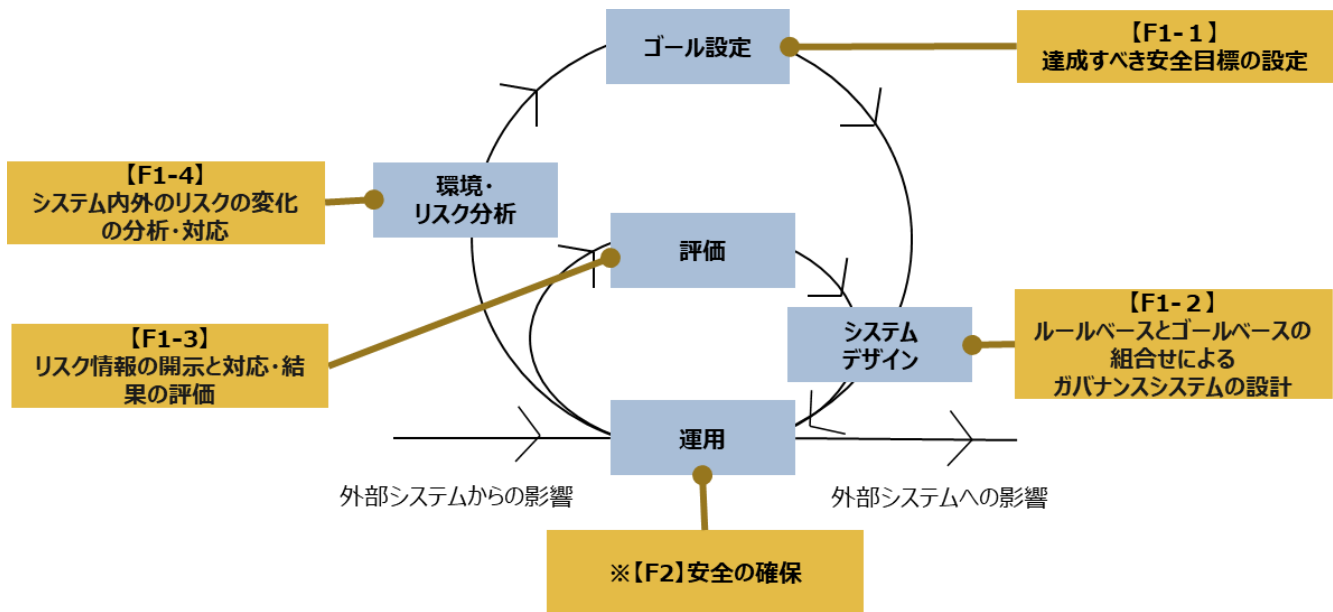 ゴール設定
【F1-１】
達成すべき安全目標の設定
【F1-4】
システム内外のリスクの変化
の分析・対応
環境・
リスク分析
評価
【F1-3】
リスク情報の開示と対応・結
果の評価
システム
デザイン
【F1-２】
ルールベースとゴールベースの
組合せによる
ガバナンスシステムの設計
運用
外部システムからの影響
外部システムへの影響
※【F2】安全の確保